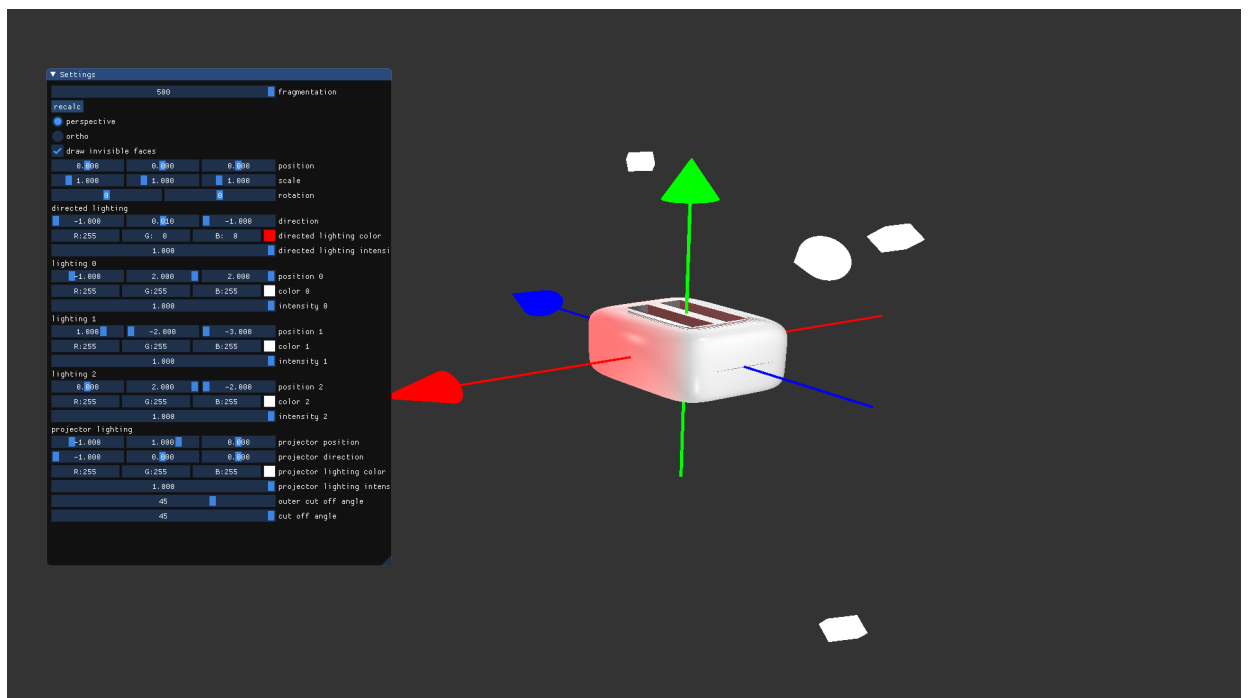 Settings
500 fragmentation
recalc
perspective
ortho
draw invisible faces
0.000 0.000 0.000 position
1.000 1.000 1.000 scale
0 0 rotation
directed lighting
-1.000 0.010 -1.000 direction
R:255 G: 0 B: 0 directed lighting color
1.000 directed lighting intensi
lighting 0
-1.000 2.000 2.000 position 0
R:255 G:255 B:255 color 0
1.000 intensity 0
lighting 1
1.000 -2.000 -3.000 position 1
R:255 G:255 B:255 color 1
1.000 intensity 1
lighting 2
0.000 2.000 -2.000 position 2
R:255 G:255 B:255 color 2
1.000 intensity 2
projector lighting
-1.000 1.000 0.000 projector position
-1.000 0.000 0.000 projector direction
R:255 G:255 B:255 projector lighting color
1.000 projector lighting intens
45 outer cut off angle
45 cut off angle